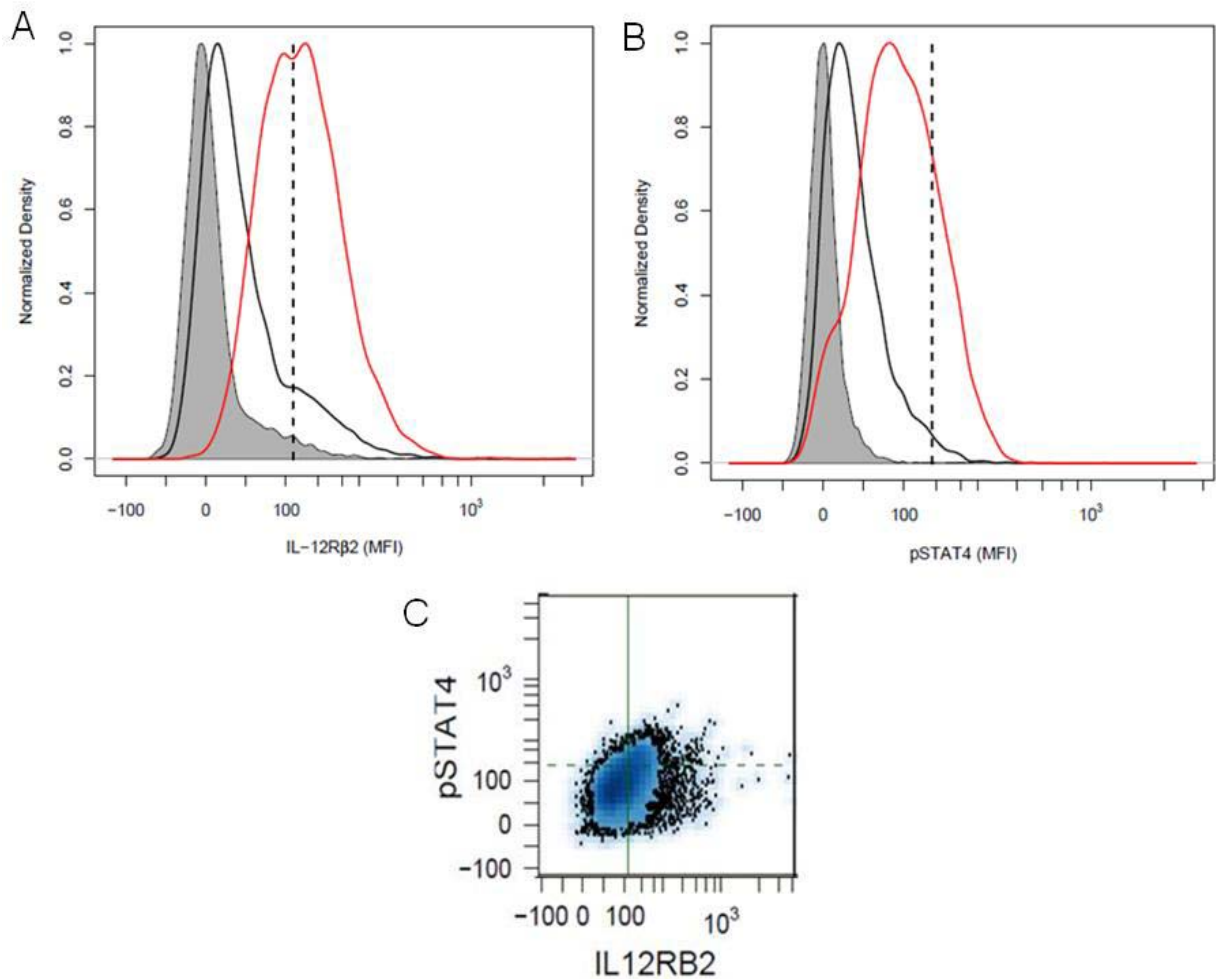 A
Normalized Density
1.0
0.8
0.6
0.4
0.2
0.0
−100 0 100 10³
IL−12Rβ2 (MFI)
B
Normalized Density
1.0
0.8
0.6
0.4
0.2
0.0
−100 0 100 10³
pSTAT4 (MFI)
C
pSTAT4
10³
100
0
−100
−100 0 100 10³
IL12RB2